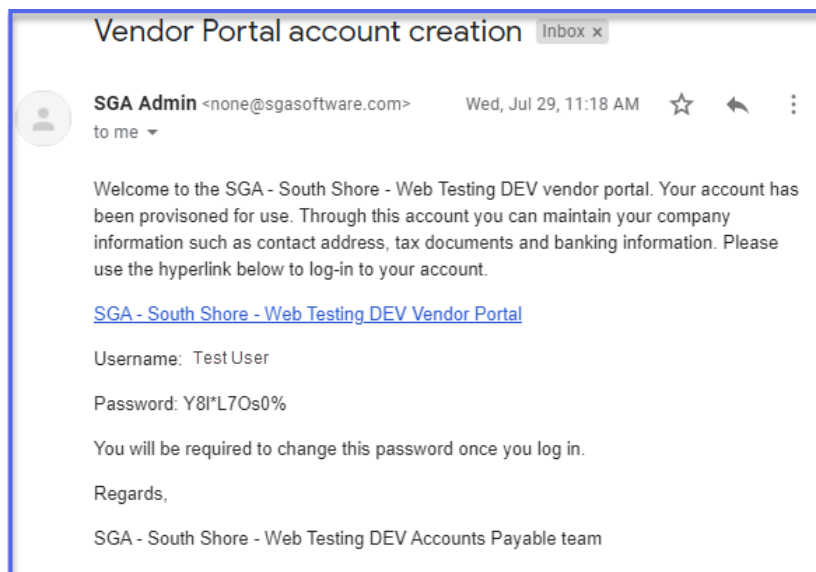 Vendor Portal account creation Inbox x
SGA Admin <none@sgasoftware.com> Wed, Jul 29, 11:18 AM
to me
Welcome to the SGA - South Shore - Web Testing DEV vendor portal. Your account has
been provisoned for use. Through this account you can maintain your company
information such as contact address, tax documents and banking information. Please
use the hyperlink below to log-in to your account.
SGA - South Shore - Web Testing DEV Vendor Portal
Username: Test User
Password: Y8l*L7Os0%
You will be required to change this password once you log in.
Regards,
SGA - South Shore - Web Testing DEV Accounts Payable team